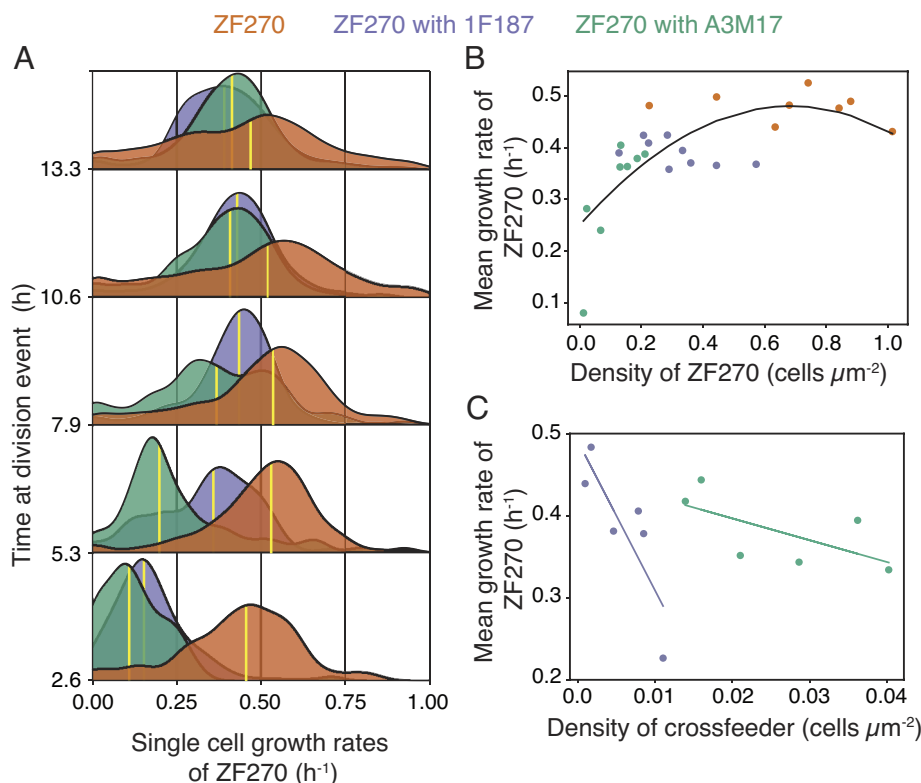 ZF270 ZF270 with 1F187 ZF270 with A3M17
A
Time at division event (h)
13.3
10.6
7.9
5.3
2.6
0.00 0.25 0.50 0.75 1.00
Single cell growth rates
of ZF270 (h⁻¹)
B
Mean growth rate of
ZF270 (h⁻¹)
0.5
0.4
0.3
0.2
0.1
0.0 0.2 0.4 0.6 0.8 1.0
Density of ZF270 (cells µm⁻²)
C
Mean growth rate of
ZF270 (h⁻¹)
0.5
0.4
0.3
0.2
0.0 0.01 0.02 0.03 0.04
Density of crossfeeder (cells µm⁻²)